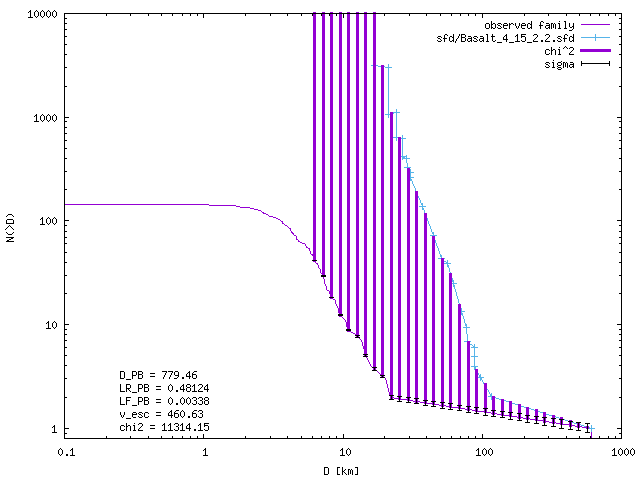 10000
1000
100
10
1
N(>D)
observed family
sfd/Basalt_4_15_2.2.sfd
chi^2
sigma
D_PB = 779.46
LR_PB = 0.48124
LF_PB = 0.00338
v_esc = 460.63
chi2 = 11314.15
0.1 1 10 100 1000
D [km]